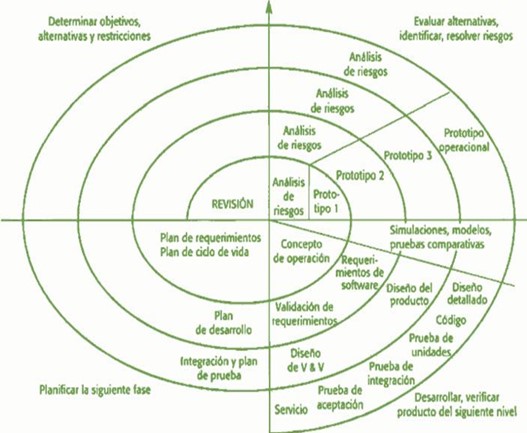 Determinar objetivos,
alternativas y restricciones
Evaluar alternativas,
identificar, resolver riesgos
Análisis
de riesgos
Análisis
de riesgos
Análisis
de riesgos
Análisis
de riesgos
Prototipo
operacional
Prototipo 3
Prototipo 2
Proto-
tipo 1
REVISIÓN
Simulaciones, modelos,
pruebas comparativas
Plan de requerimientos
Plan de ciclo de vida
Concepto
de operación
Requeri-
mientos de
software
Diseño del
producto
Diseño
detallado
Plan
de desarrollo
Validación de
requerimientos
Código
Prueba de
unidades
Integración y plan
de prueba
Diseño
de V & V
Prueba de
integración
Planificar la siguiente fase
Servicio
Prueba de
aceptación
Desarrollar, verificar
producto del siguiente nivel